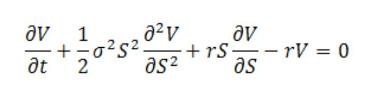 ∂V/∂t + 1/2 σ²S² ∂²V/∂S² + rS ∂V/∂S − rV = 0